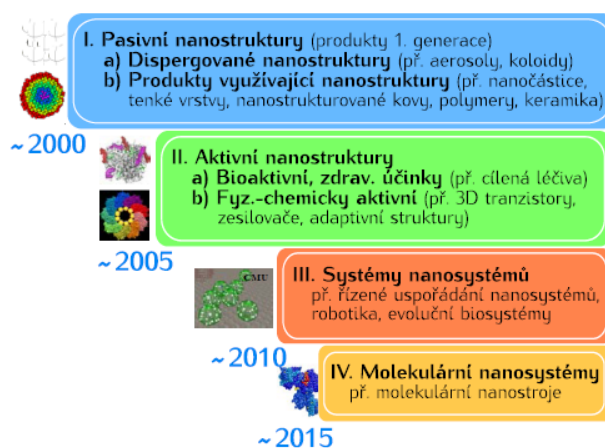 I. Pasivní nanostruktury (produkty 1. generace)
a) Dispergované nanostruktury (př. aerosoly, koloidy)
b) Produkty využívající nanostruktury (př. nanočástice,
tenké vrstvy, nanostrukturované kovy, polymery, keramika)
~ 2000
II. Aktivní nanostruktury
a) Bioaktivní, zdrav. účinky (př. cílená léčiva)
b) Fyz.-chemicky aktivní (př. 3D tranzistory,
zesilovače, adaptivní struktury)
~ 2005
CMU
III. Systémy nanosystémů
př. řízené uspořádání nanosystémů,
robotika, evoluční biosystémy
~ 2010
IV. Molekulární nanosystémy
př. molekulární nanostroje
~ 2015